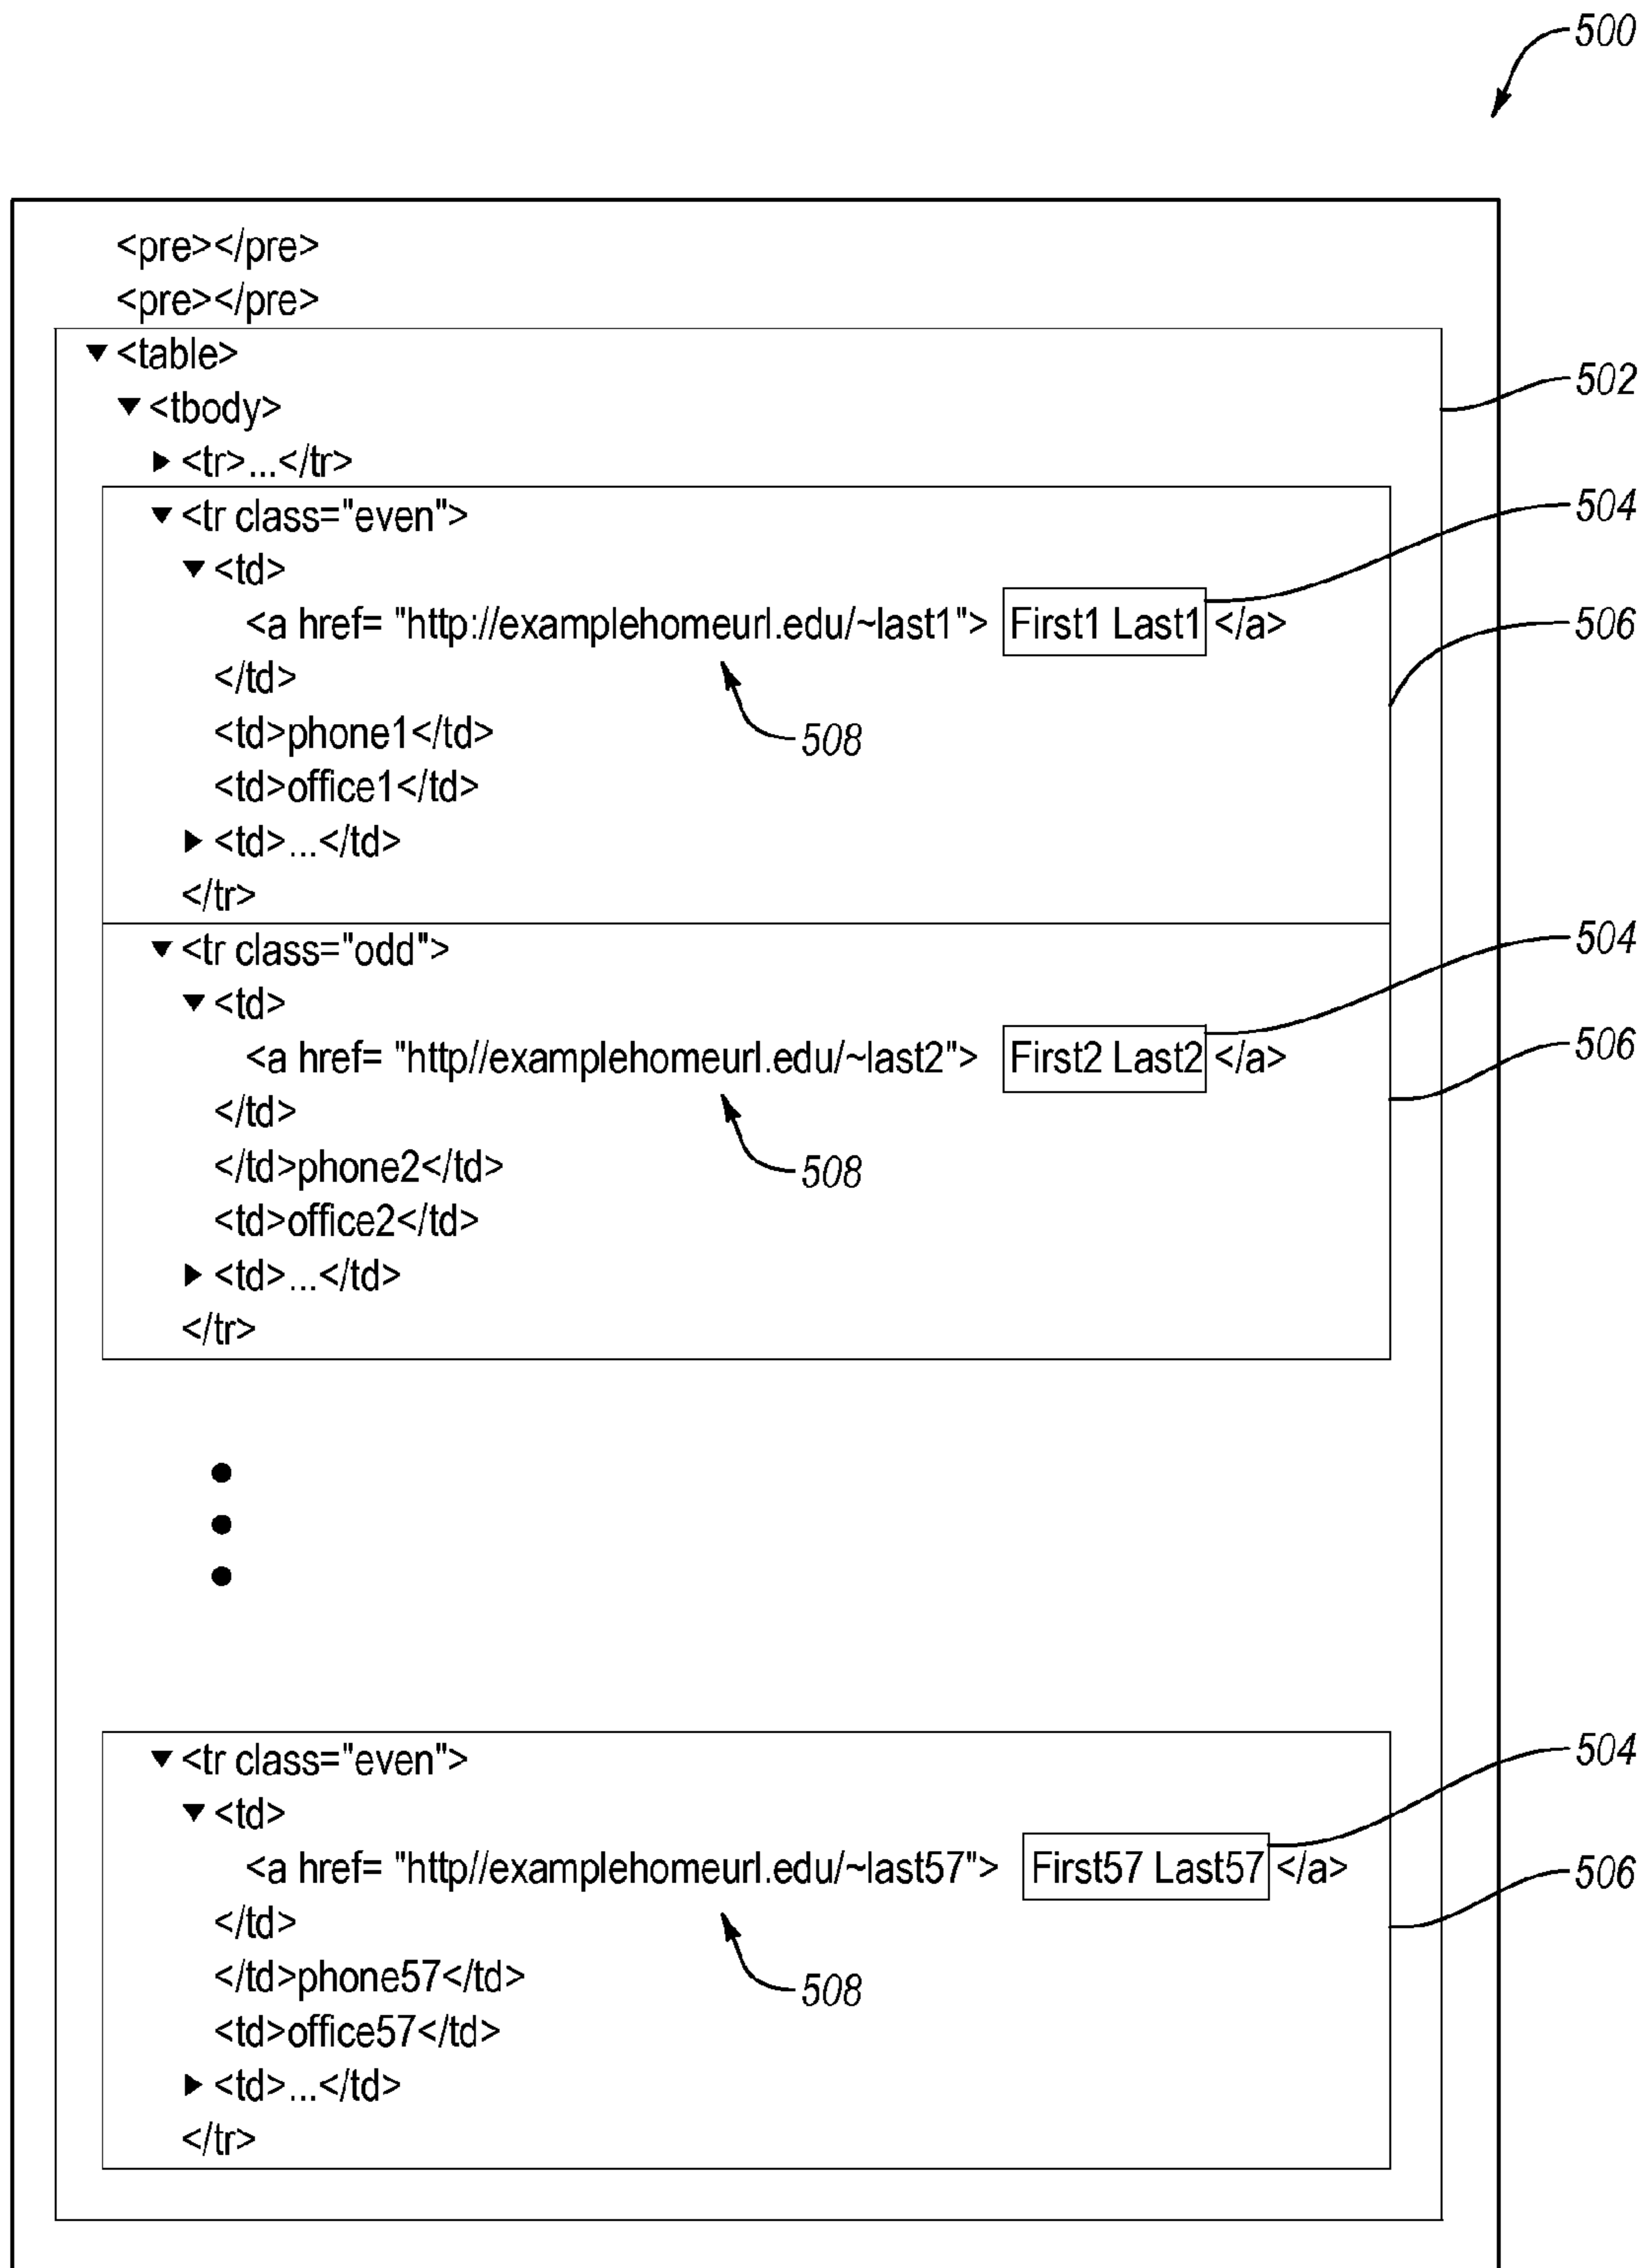 500
<pre></pre>
<pre></pre>
▼ <table>
502
▼ <tbody>
▶ <tr>...</tr>
504
▼ <tr class="even">
▼ <td>
<a href= "http://examplehomeurl.edu/~last1"> First1 Last1 </a>
506
</td>
<td>phone1</td>
508
<td>office1</td>
▶ <td>...</td>
</tr>
504
▼ <tr class="odd">
▼ <td>
<a href= "http//examplehomeurl.edu/~last2"> First2 Last2 </a>
506
</td>
</td>phone2</td>
508
<td>office2</td>
▶ <td>...</td>
</tr>
504
▼ <tr class="even">
▼ <td>
<a href= "http//examplehomeurl.edu/~last57"> First57 Last57 </a>
506
</td>
</td>phone57</td>
508
<td>office57</td>
▶ <td>...</td>
</tr>